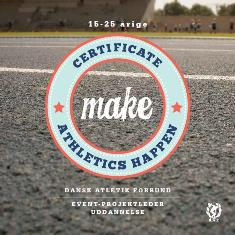 15-25 årige
CERTIFICATE
make
ATHLETICS HAPPEN
DANSK ATLETIK FORBUND
EVENT-PROJEKTLEDER
UDDANNELSE